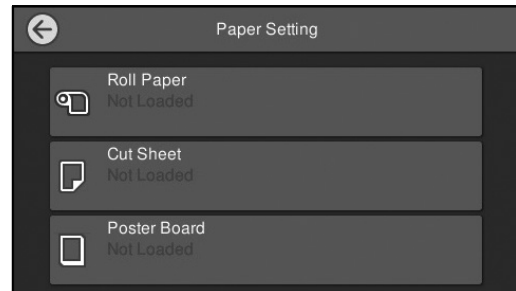 Paper Setting
Roll Paper
Not Loaded
Cut Sheet
Not Loaded
Poster Board
Not Loaded